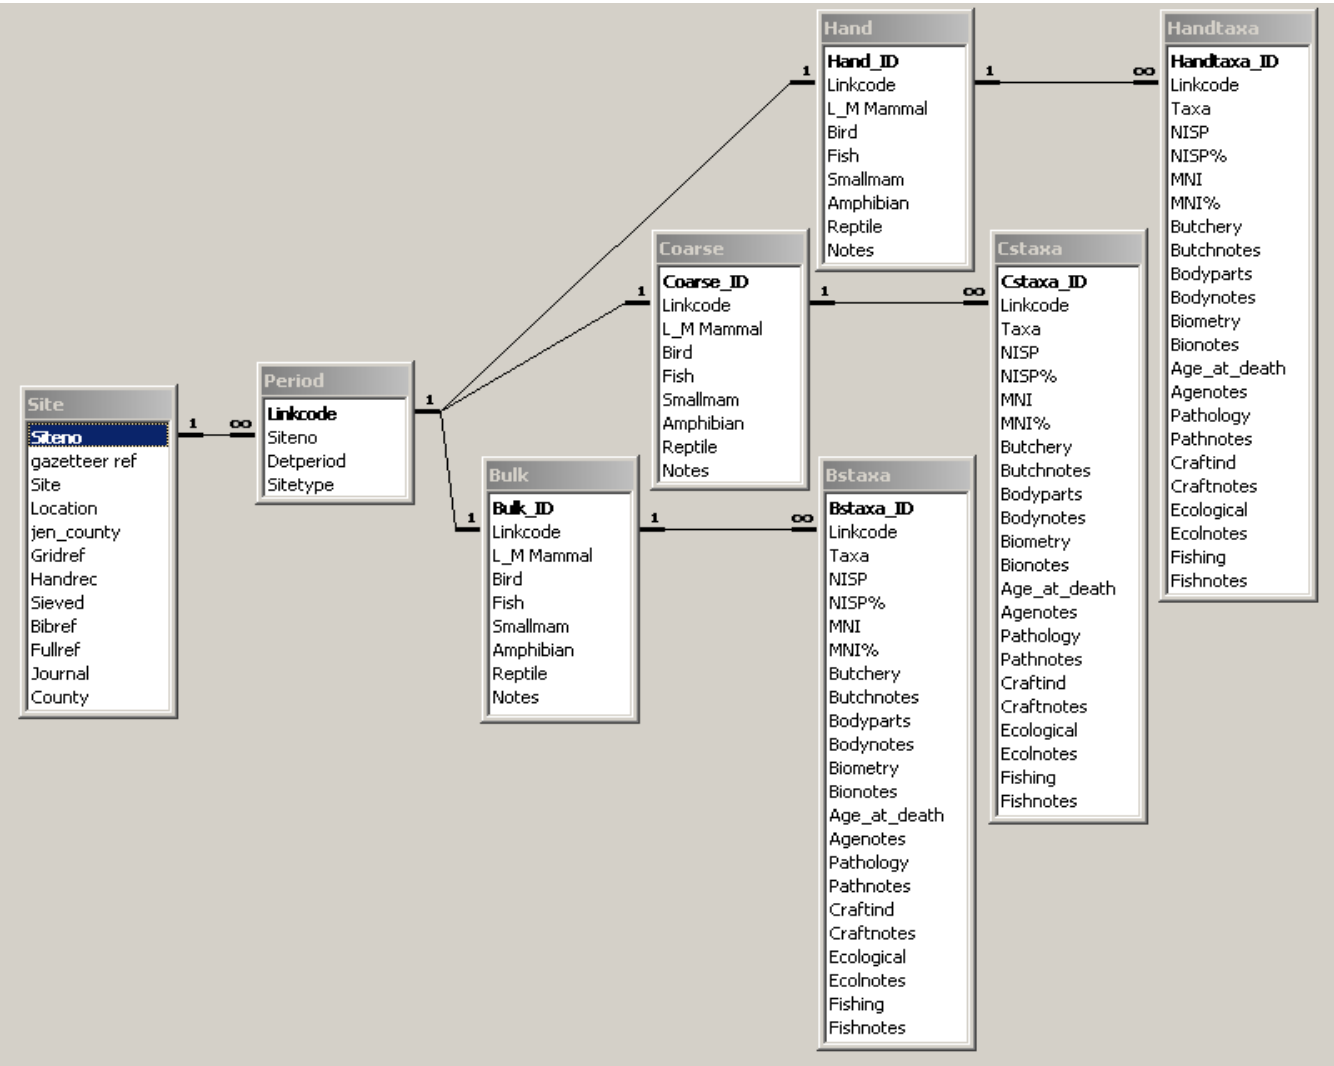 Site
Siteno
gazetteer ref
Site
Location
jen_county
Gridref
Handrec
Sieved
Bibref
Fullref
Journal
County
1
∞
Period
Linkcode
Siteno
Detperiod
Sitetype
1
1
Hand
Hand_ID
Linkcode
L_M Mammal
Bird
Fish
Smallmam
Amphibian
Reptile
Notes
1
∞
Handtaxa
Handtaxa_ID
Linkcode
Taxa
NISP
NISP%
MNI
MNI%
Butchery
Butchnotes
Bodyparts
Bodynotes
Biometry
Bionotes
Age_at_death
Agenotes
Pathology
Pathnotes
Craftind
Craftnotes
Ecological
Ecolnotes
Fishing
Fishnotes
1
Coarse
Coarse_ID
Linkcode
L_M Mammal
Bird
Fish
Smallmam
Amphibian
Reptile
Notes
1
∞
Cstaxa
Cstaxa_ID
Linkcode
Taxa
NISP
NISP%
MNI
MNI%
Butchery
Butchnotes
Bodyparts
Bodynotes
Biometry
Bionotes
Age_at_death
Agenotes
Pathology
Pathnotes
Craftind
Craftnotes
Ecological
Ecolnotes
Fishing
Fishnotes
1
Bulk
Bulk_ID
Linkcode
L_M Mammal
Bird
Fish
Smallmam
Amphibian
Reptile
Notes
1
∞
Bstaxa
Bstaxa_ID
Linkcode
Taxa
NISP
NISP%
MNI
MNI%
Butchery
Butchnotes
Bodyparts
Bodynotes
Biometry
Bionotes
Age_at_death
Agenotes
Pathology
Pathnotes
Craftind
Craftnotes
Ecological
Ecolnotes
Fishing
Fishnotes